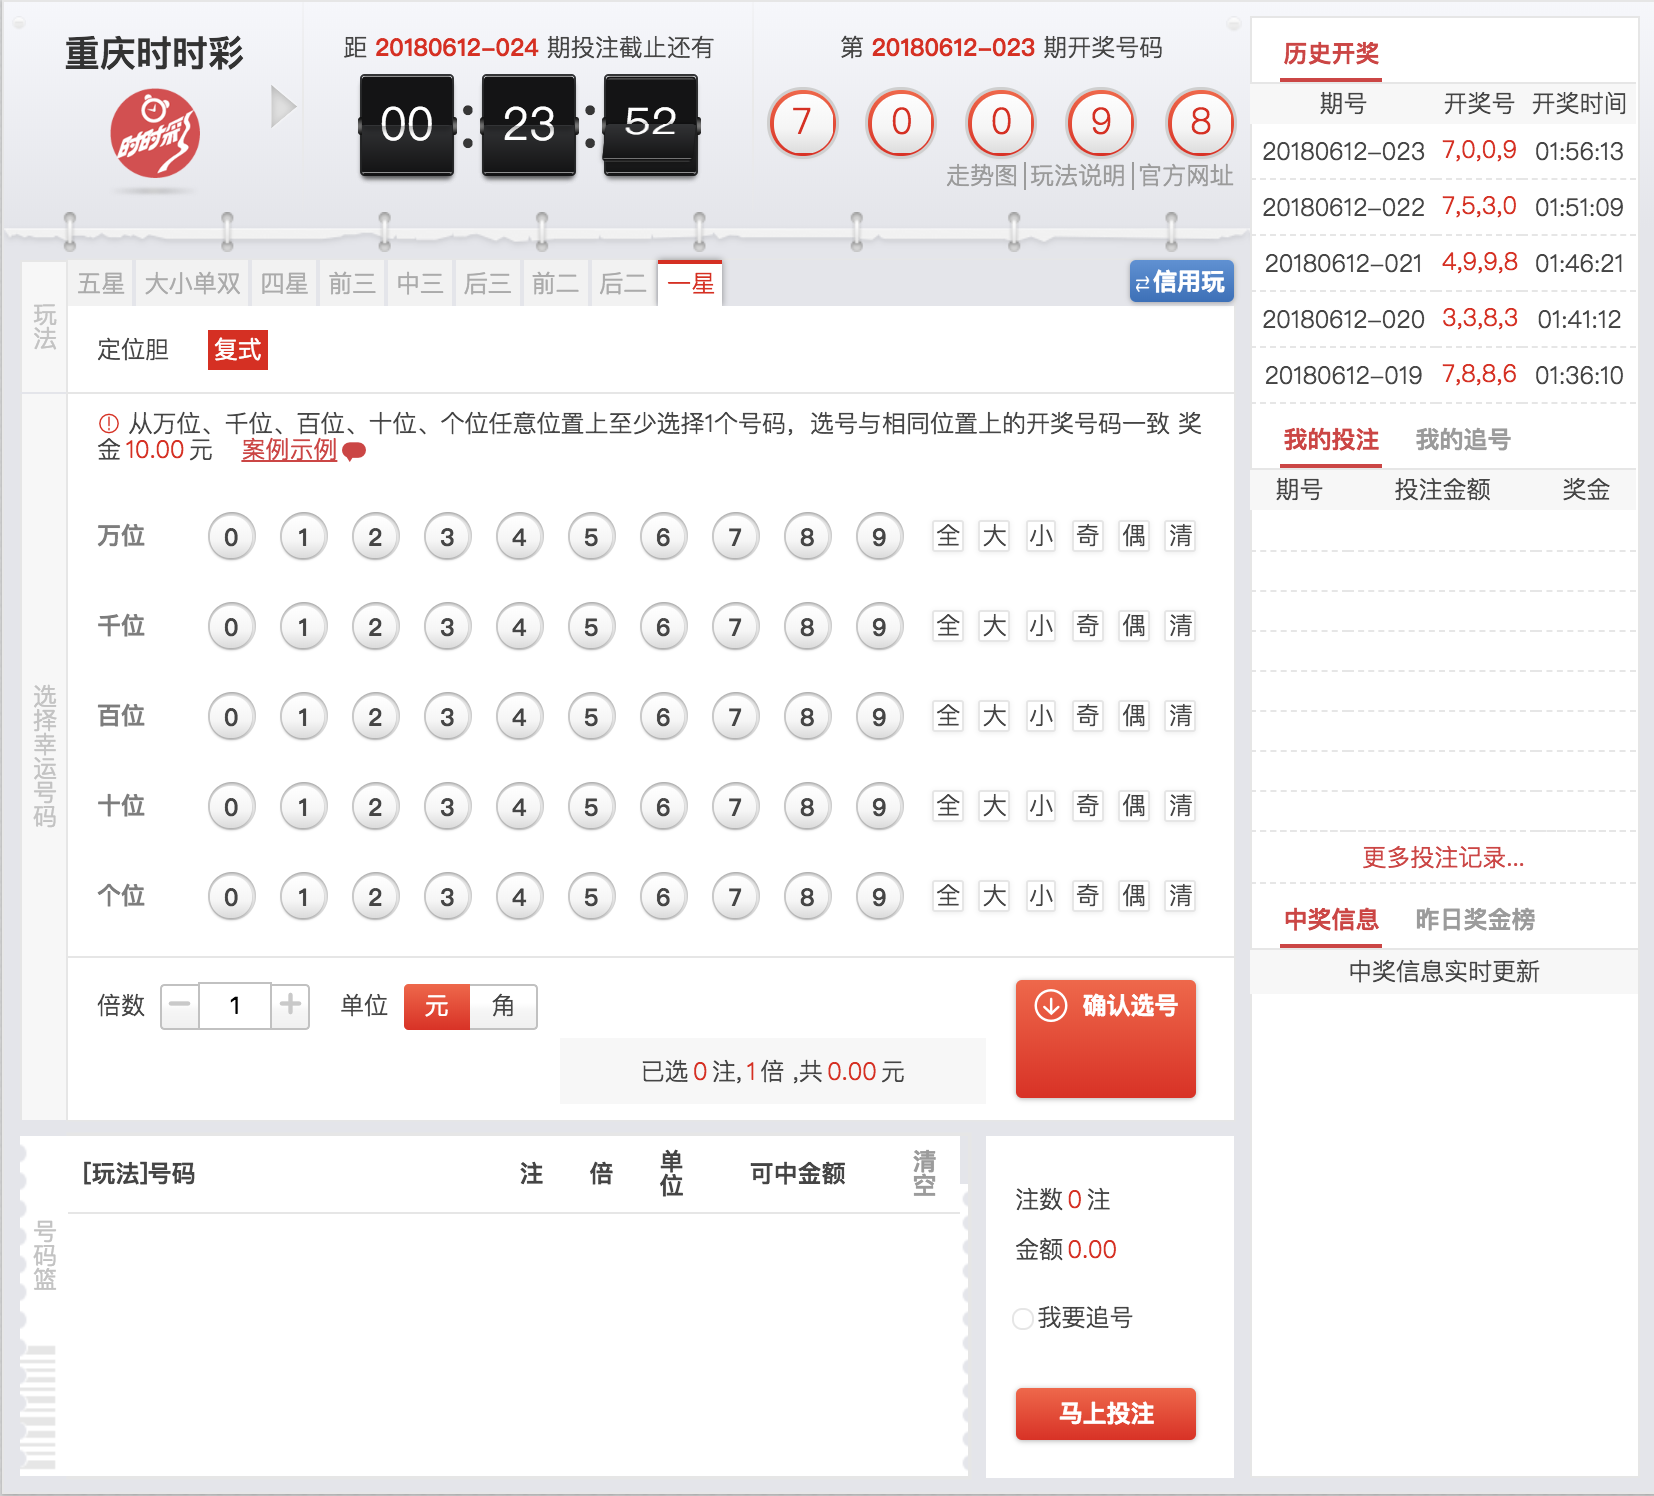 重庆时时彩
时时彩
距 20180612-024 期投注截止还有
00 : 23 : 52
第 20180612-023 期开奖号码
7 0 0 9 8
走势图|玩法说明|官方网址
玩法
五星 大小单双 四星 前三 中三 后三 前二 后二 一星
⇄信用玩
定位胆 复式
选择幸运号码
从万位、千位、百位、十位、个位任意位置上至少选择1个号码，选号与相同位置上的开奖号码一致 奖
金 10.00 元 案例示例
万位 0 1 2 3 4 5 6 7 8 9 全 大 小 奇 偶 清
千位 0 1 2 3 4 5 6 7 8 9 全 大 小 奇 偶 清
百位 0 1 2 3 4 5 6 7 8 9 全 大 小 奇 偶 清
十位 0 1 2 3 4 5 6 7 8 9 全 大 小 奇 偶 清
个位 0 1 2 3 4 5 6 7 8 9 全 大 小 奇 偶 清
倍数 − 1 + 单位 元 角
确认选号
已选 0 注, 1 倍 ,共 0.00 元
号码篮
[玩法]号码 注 倍 单位 可中金额 清空
注数 0 注
金额 0.00
我要追号
马上投注
历史开奖
期号 开奖号 开奖时间
20180612-023 7,0,0,9 01:56:13
20180612-022 7,5,3,0 01:51:09
20180612-021 4,9,9,8 01:46:21
20180612-020 3,3,8,3 01:41:12
20180612-019 7,8,8,6 01:36:10
我的投注 我的追号
期号 投注金额 奖金
更多投注记录...
中奖信息 昨日奖金榜
中奖信息实时更新